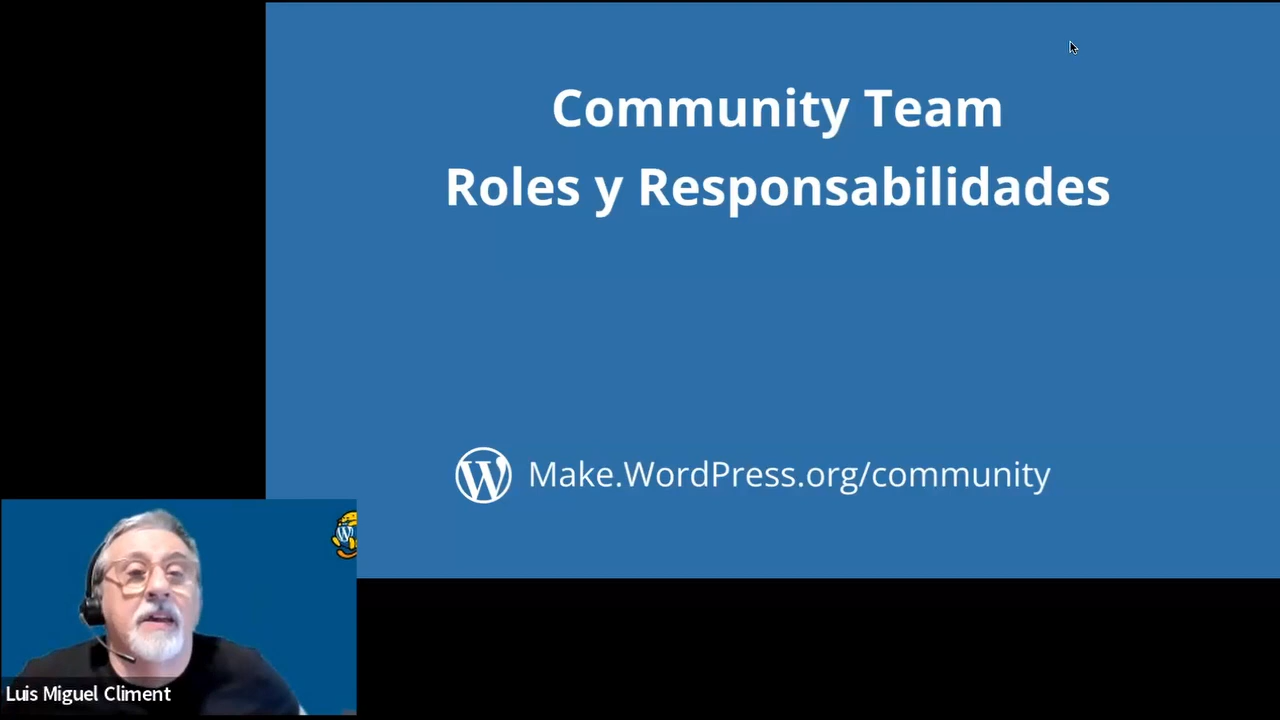 Community Team
Roles y Responsabilidades
Make.WordPress.org/community
Luis Miguel Climent